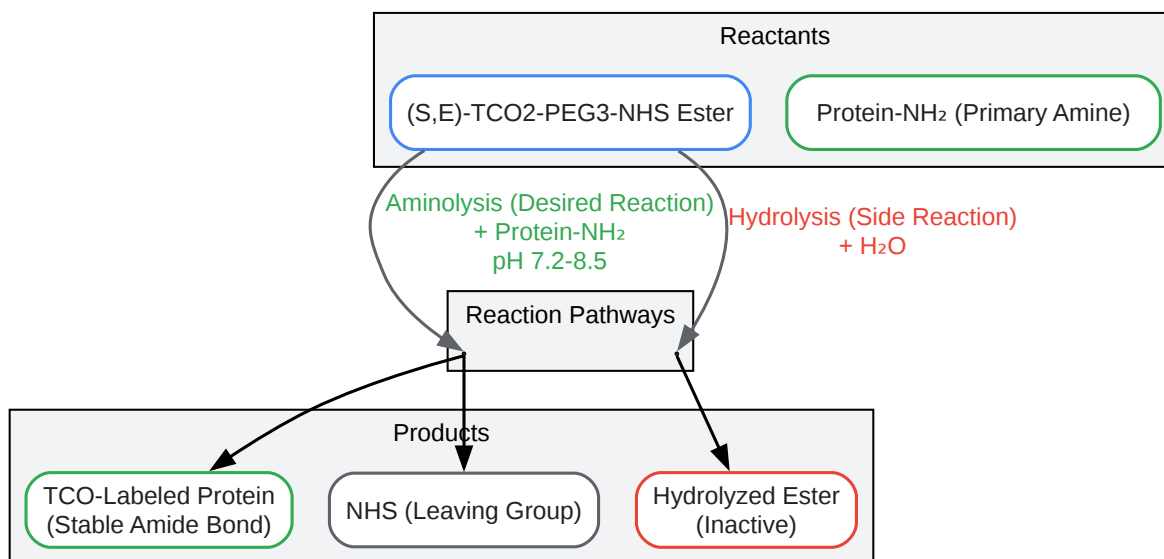 Reactants
(S,E)-TCO2-PEG3-NHS Ester
Protein-NH₂ (Primary Amine)
Aminolysis (Desired Reaction)
+ Protein-NH₂
pH 7.2-8.5
Hydrolysis (Side Reaction)
+ H₂O
Reaction Pathways
Products
TCO-Labeled Protein
(Stable Amide Bond)
NHS (Leaving Group)
Hydrolyzed Ester
(Inactive)